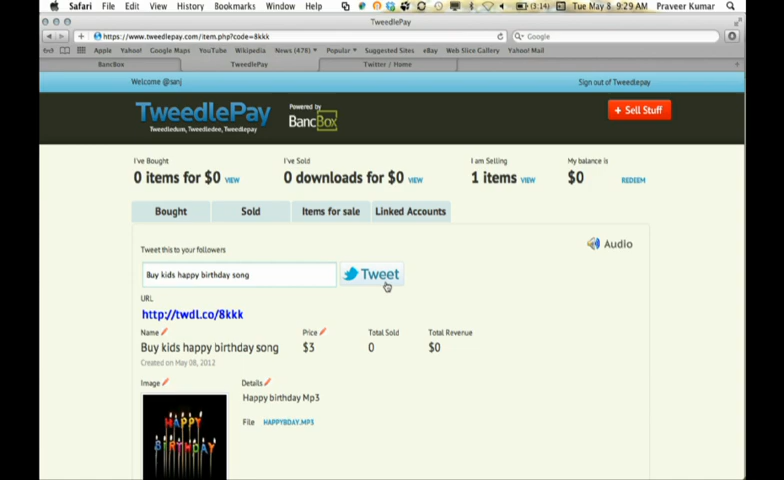 Safari File Edit View History Bookmarks Window Help (3:14) Tue May 8 9:29 AM Praveer Kumar
TweedlePay
https://www.tweedlepay.com/item.php?code=8kkk Google
Apple Yahoo! Google Maps YouTube Wikipedia News (478) Popular Suggested Sites eBay Web Slice Gallery Yahoo! Mail
BancBox TweedlePay Twitter / Home
Welcome @sanj Sign out of Tweedlepay
TweedlePay Powered by BancBox + Sell Stuff
Tweedledum, Tweedledee, Tweedlepay
I've Bought I've Sold I am Selling My balance is
0 items for $0 VIEW 0 downloads for $0 VIEW 1 items VIEW $0 REDEEM
Bought Sold Items for sale Linked Accounts
Tweet this to your followers Audio
Buy kids happy birthday song Tweet
URL
http://twdl.co/8kkk
Name Price Total Sold Total Revenue
Buy kids happy birthday song $3 0 $0
Created on May 08, 2012
Image Details
Happy birthday Mp3
File HAPPYBDAY.MP3
HAPPY
BIRTHDAY